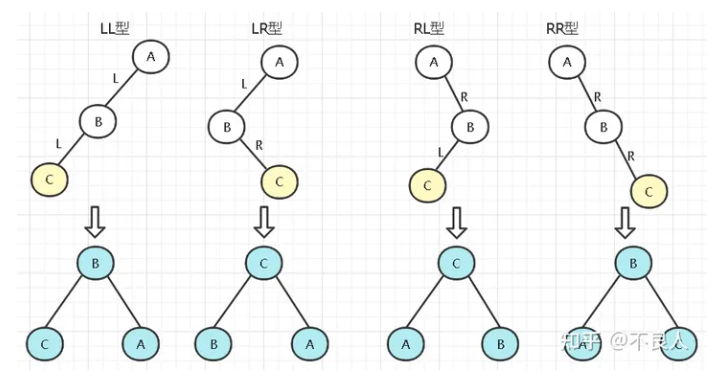 LL型 LR型 RL型 RR型
A A A A
L L R R
B B B B
L R L R
C C C C
B C C B
C A B A A B A C
知乎 @不良人